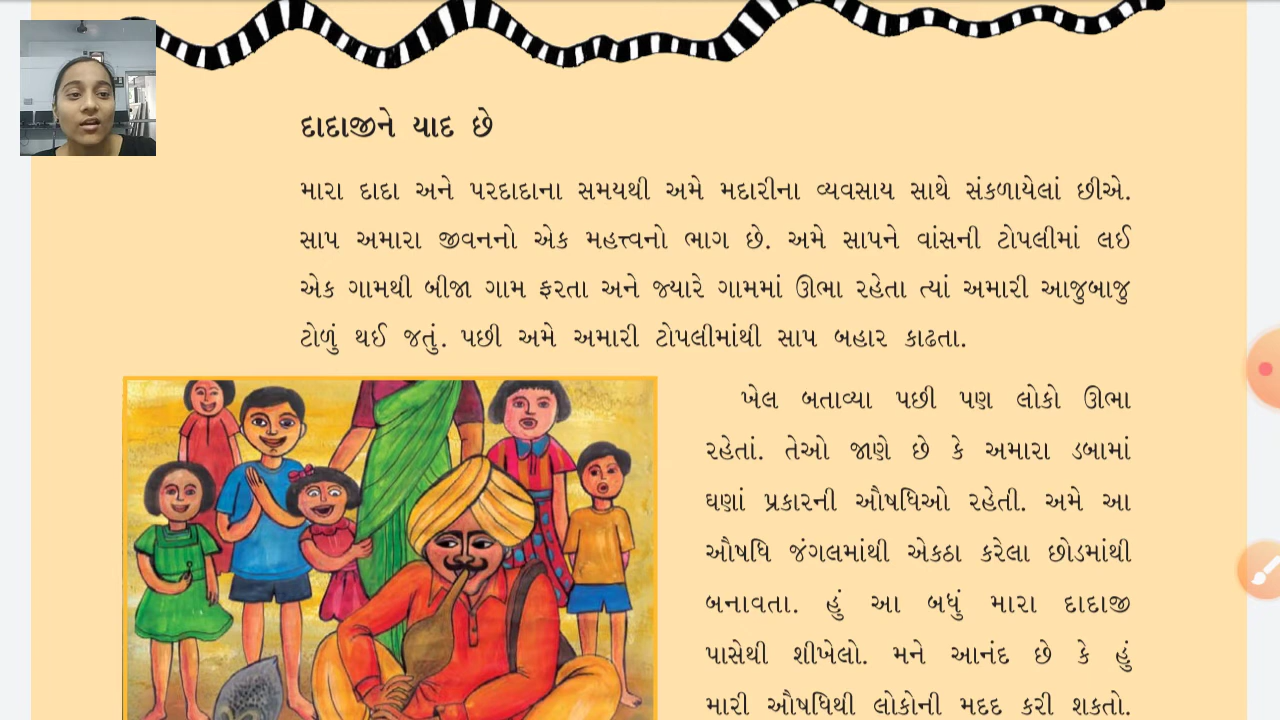 દાદાજીને યાદ છે
મારા દાદા અને પરદાદાના સમયથી અમે મદારીના વ્યવસાય સાથે સંકળાયેલાં છીએ.
સાપ અમારા જીવનનો એક મહત્ત્વનો ભાગ છે. અમે સાપને વાંસની ટોપલીમાં લઈ
એક ગામથી બીજા ગામ ફરતા અને જ્યારે ગામમાં ઊભા રહેતા ત્યાં અમારી આજુબાજુ
ટોળું થઈ જતું. પછી અમે અમારી ટોપલીમાંથી સાપ બહાર કાઢતા.
ખેલ બતાવ્યા પછી પણ લોકો ઊભા
રહેતાં. તેઓ જાણે છે કે અમારા ડબામાં
ઘણાં પ્રકારની ઔષધિઓ રહેતી. અમે આ
ઔષધિ જંગલમાંથી એકઠા કરેલા છોડમાંથી
બનાવતા. હું આ બધું મારા દાદાજી
પાસેથી શીખેલો. મને આનંદ છે કે હું
મારી ઔષધિથી લોકોની મદદ કરી શકતો.